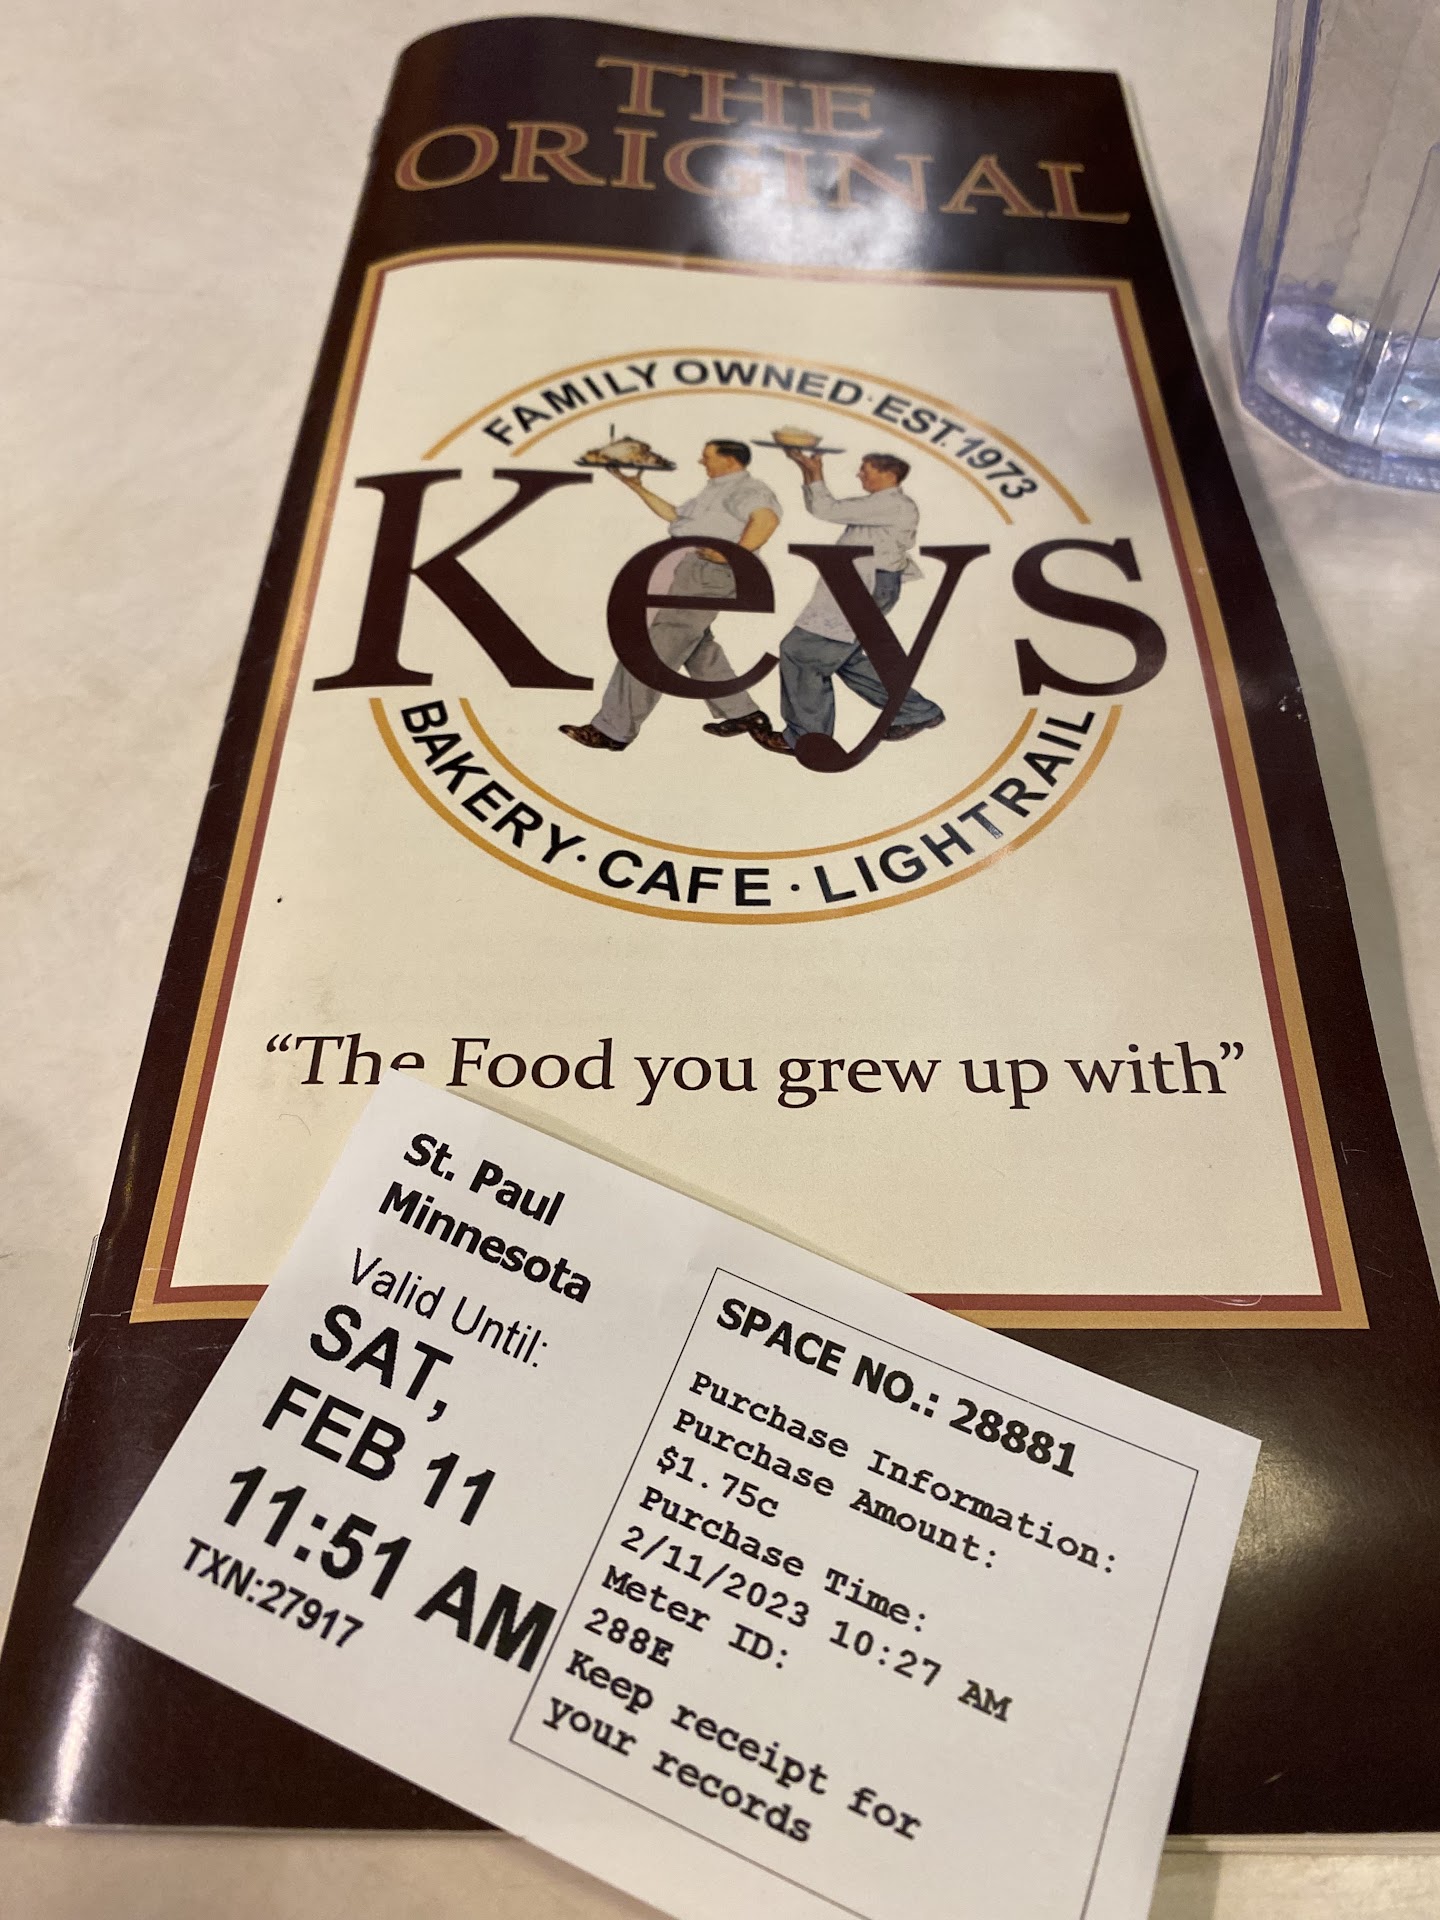 THE
ORIGINAL
FAMILY OWNED · EST. 1973
Keys
BAKERY · CAFE · LIGHTRAIL
“The Food you grew up with”
St. Paul
Minnesota
Valid Until:
SAT,
FEB 11
11:51 AM
TXN:27917
SPACE NO.: 28881
Purchase Information:
Purchase Amount:
$1.75c
Purchase Time:
2/11/2023 10:27 AM
Meter ID:
288E
Keep receipt for
your records